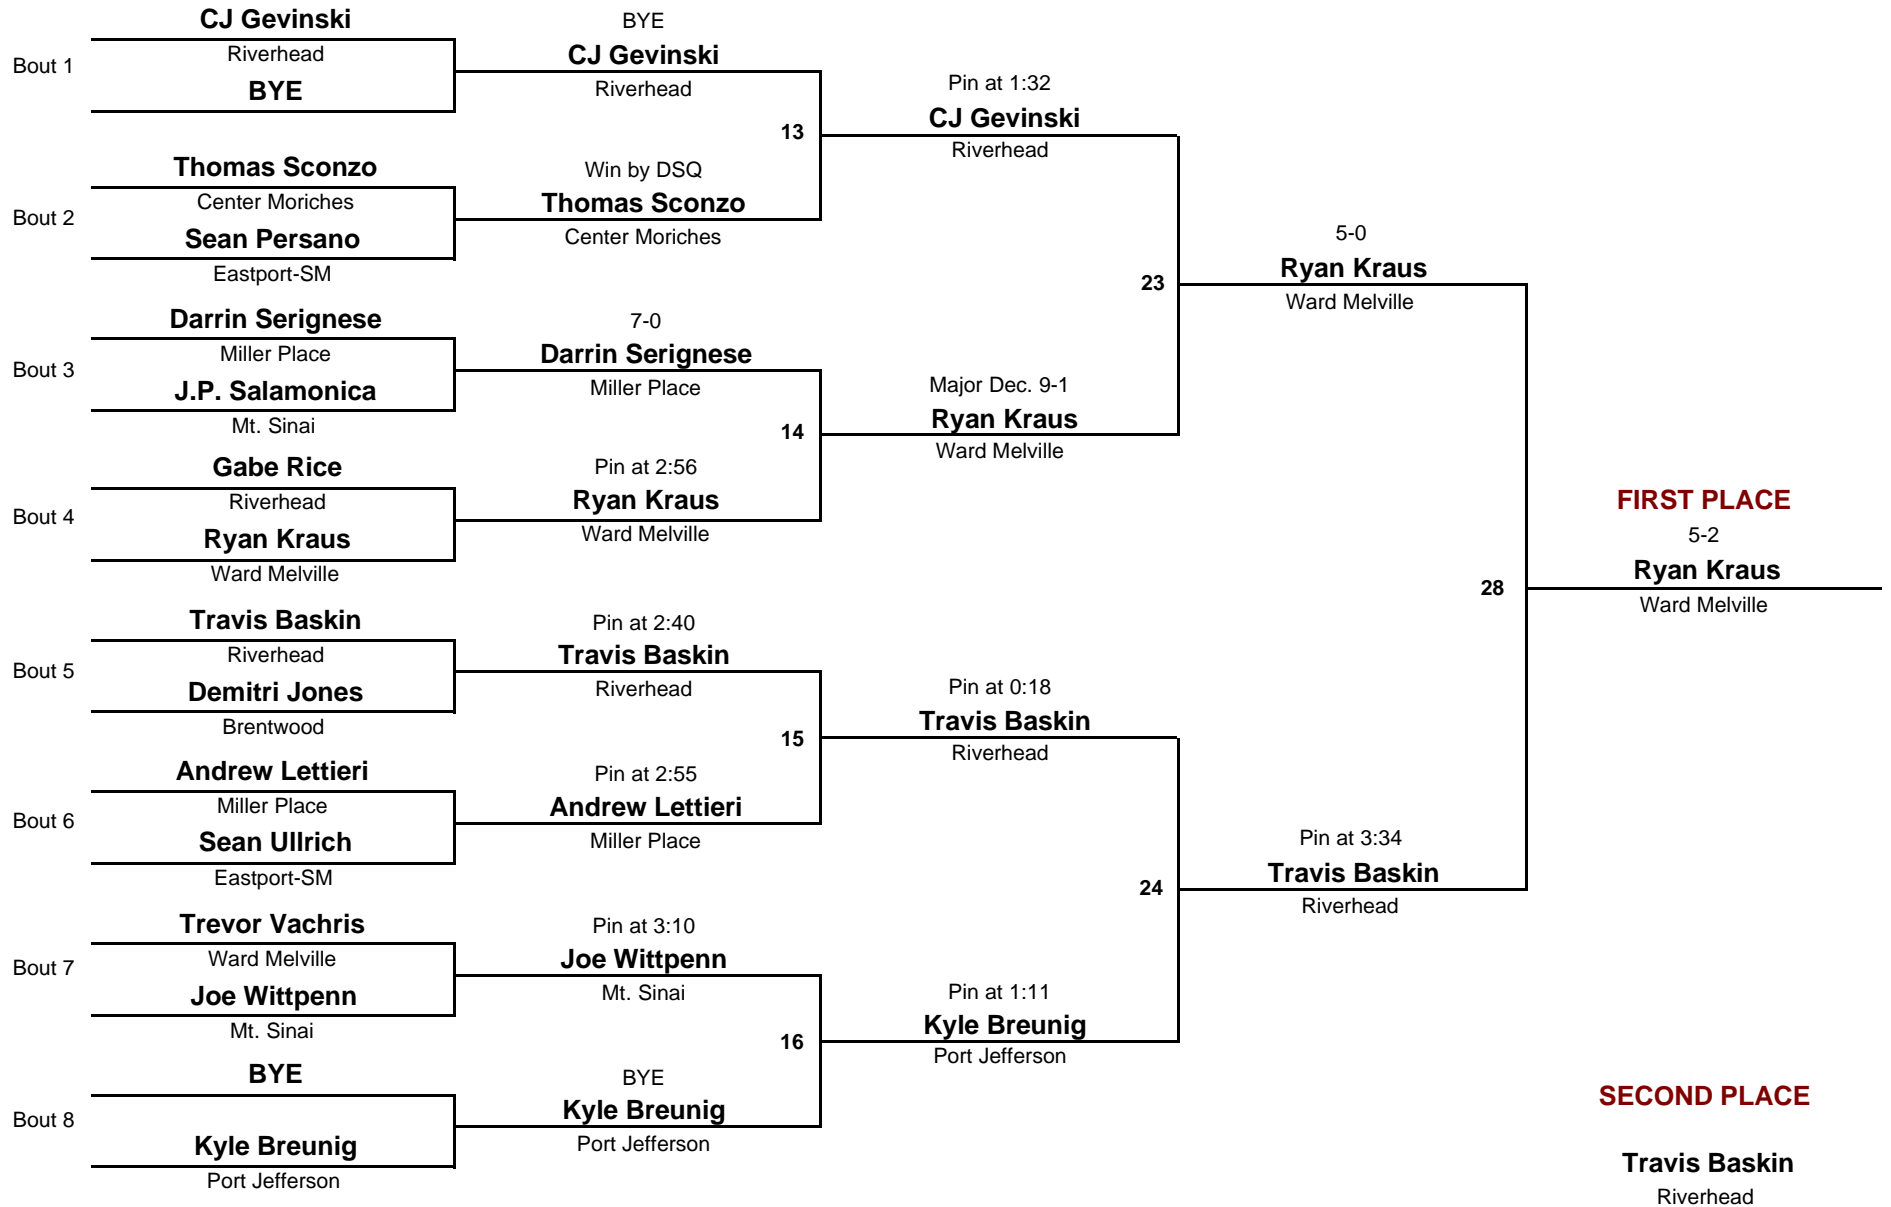 CJ Gevinski
Bout 1
Riverhead
BYE
Thomas Sconzo
Bout 2
Center Moriches
Sean Persano
Eastport-SM
Darrin Serignese
Bout 3
Miller Place
J.P. Salamonica
Mt. Sinai
Gabe Rice
Bout 4
Riverhead
Ryan Kraus
Ward Melville
Travis Baskin
Bout 5
Riverhead
Demitri Jones
Brentwood
Andrew Lettieri
Bout 6
Miller Place
Sean Ullrich
Eastport-SM
Trevor Vachris
Bout 7
Ward Melville
Joe Wittpenn
Mt. Sinai
BYE
Bout 8
Kyle Breunig
Port Jefferson
BYE
CJ Gevinski
Riverhead
13
Win by DSQ
Thomas Sconzo
Center Moriches
7-0
Darrin Serignese
Miller Place
14
Pin at 2:56
Ryan Kraus
Ward Melville
Pin at 2:40
Travis Baskin
Riverhead
15
Pin at 2:55
Andrew Lettieri
Miller Place
Pin at 3:10
Joe Wittpenn
Mt. Sinai
16
BYE
Kyle Breunig
Port Jefferson
Pin at 1:32
CJ Gevinski
Riverhead
23
Major Dec. 9-1
Ryan Kraus
Ward Melville
Pin at 0:18
Travis Baskin
Riverhead
24
Pin at 1:11
Kyle Breunig
Port Jefferson
5-0
Ryan Kraus
Ward Melville
28
Pin at 3:34
Travis Baskin
Riverhead
FIRST PLACE
5-2
Ryan Kraus
Ward Melville
SECOND PLACE
Travis Baskin
Riverhead